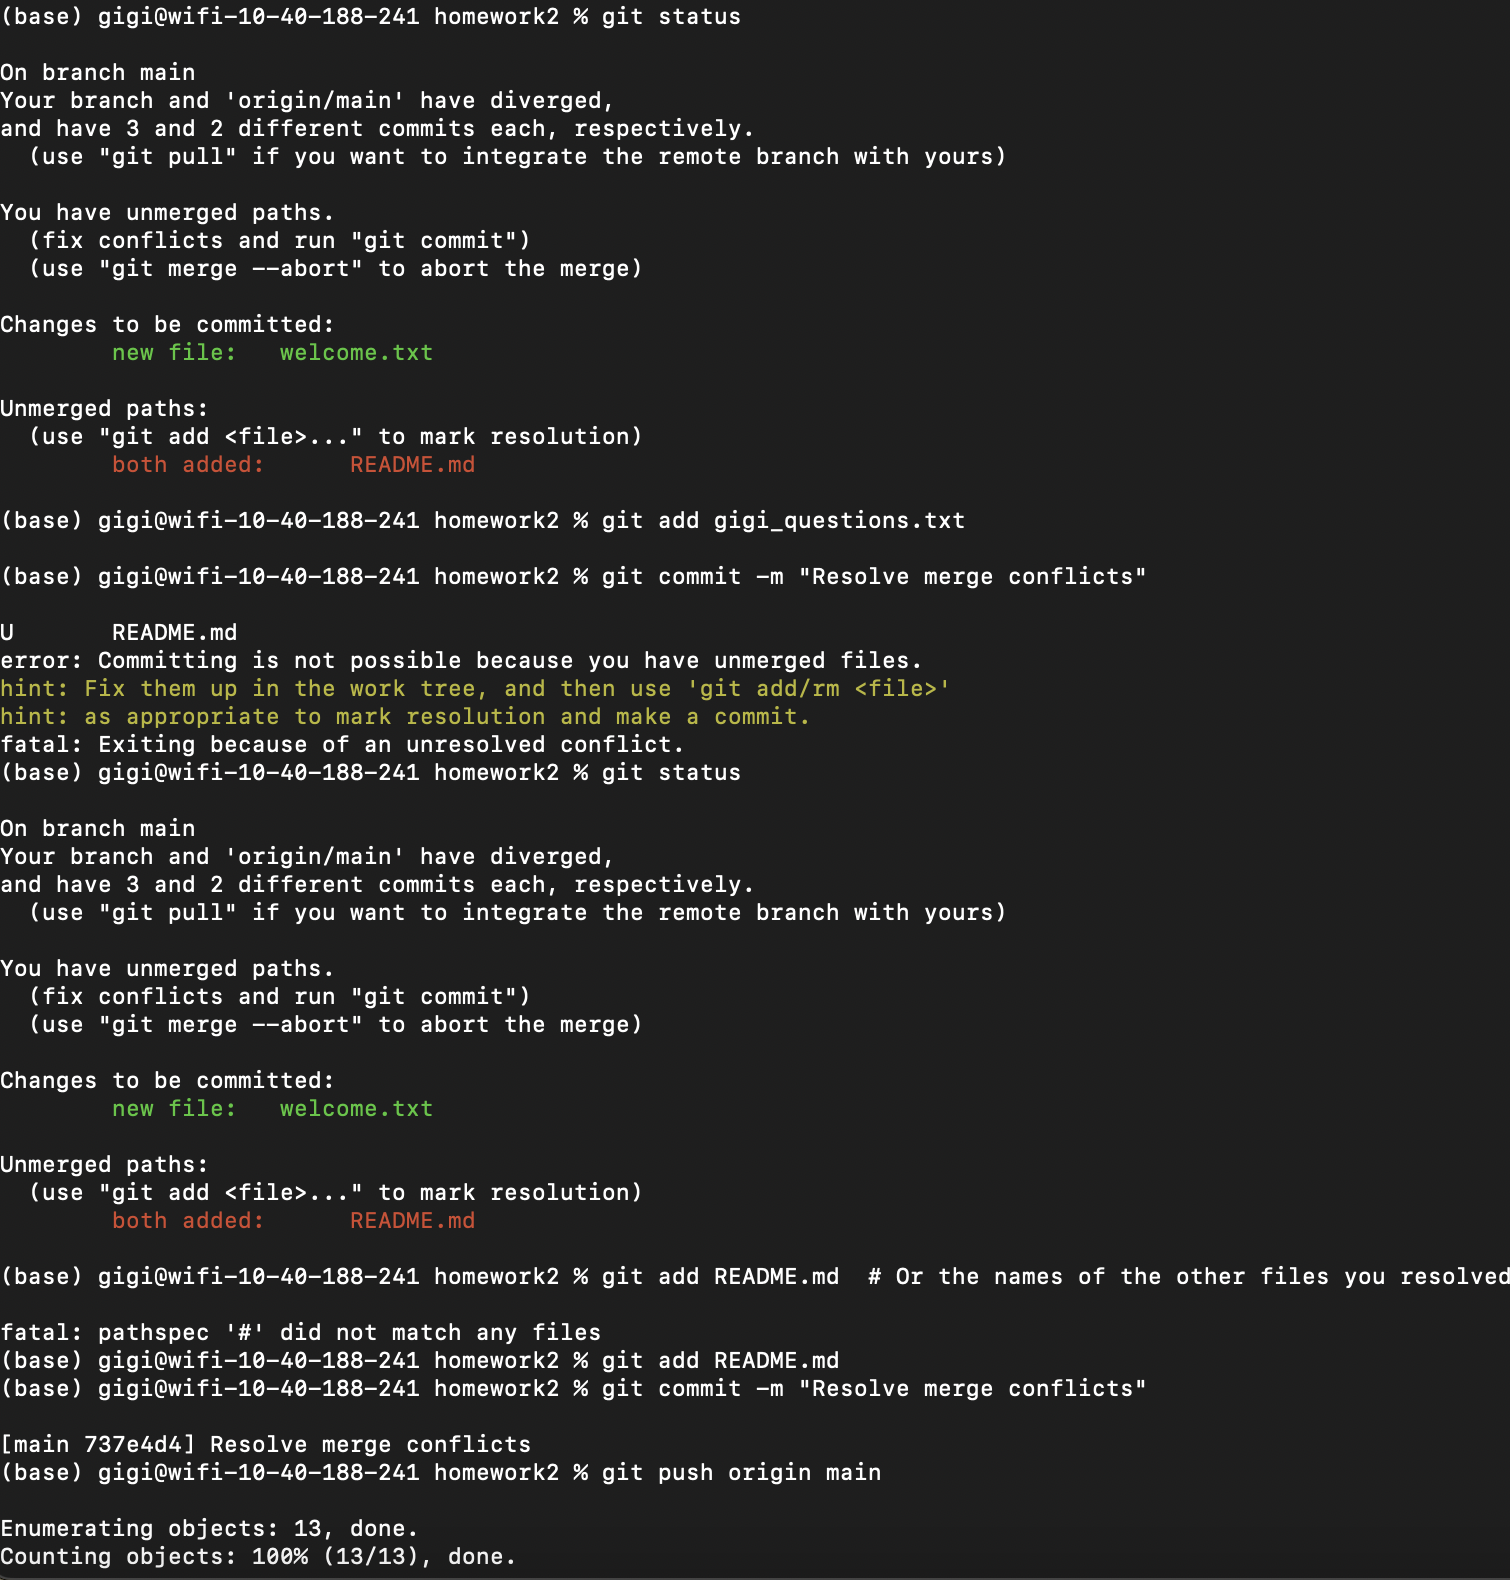 (base) gigi@wifi-10-40-188-241 homework2 % git status
On branch main
Your branch and 'origin/main' have diverged,
and have 3 and 2 different commits each, respectively.
  (use "git pull" if you want to integrate the remote branch with yours)
You have unmerged paths.
  (fix conflicts and run "git commit")
  (use "git merge --abort" to abort the merge)
Changes to be committed:
        new file:   welcome.txt
Unmerged paths:
  (use "git add <file>..." to mark resolution)
        both added:      README.md
(base) gigi@wifi-10-40-188-241 homework2 % git add gigi_questions.txt
(base) gigi@wifi-10-40-188-241 homework2 % git commit -m "Resolve merge conflicts"
U       README.md
error: Committing is not possible because you have unmerged files.
hint: Fix them up in the work tree, and then use 'git add/rm <file>'
hint: as appropriate to mark resolution and make a commit.
fatal: Exiting because of an unresolved conflict.
(base) gigi@wifi-10-40-188-241 homework2 % git status
On branch main
Your branch and 'origin/main' have diverged,
and have 3 and 2 different commits each, respectively.
  (use "git pull" if you want to integrate the remote branch with yours)
You have unmerged paths.
  (fix conflicts and run "git commit")
  (use "git merge --abort" to abort the merge)
Changes to be committed:
        new file:   welcome.txt
Unmerged paths:
  (use "git add <file>..." to mark resolution)
        both added:      README.md
(base) gigi@wifi-10-40-188-241 homework2 % git add README.md  # Or the names of the other files you resolved
fatal: pathspec '#' did not match any files
(base) gigi@wifi-10-40-188-241 homework2 % git add README.md
(base) gigi@wifi-10-40-188-241 homework2 % git commit -m "Resolve merge conflicts"
[main 737e4d4] Resolve merge conflicts
(base) gigi@wifi-10-40-188-241 homework2 % git push origin main
Enumerating objects: 13, done.
Counting objects: 100% (13/13), done.